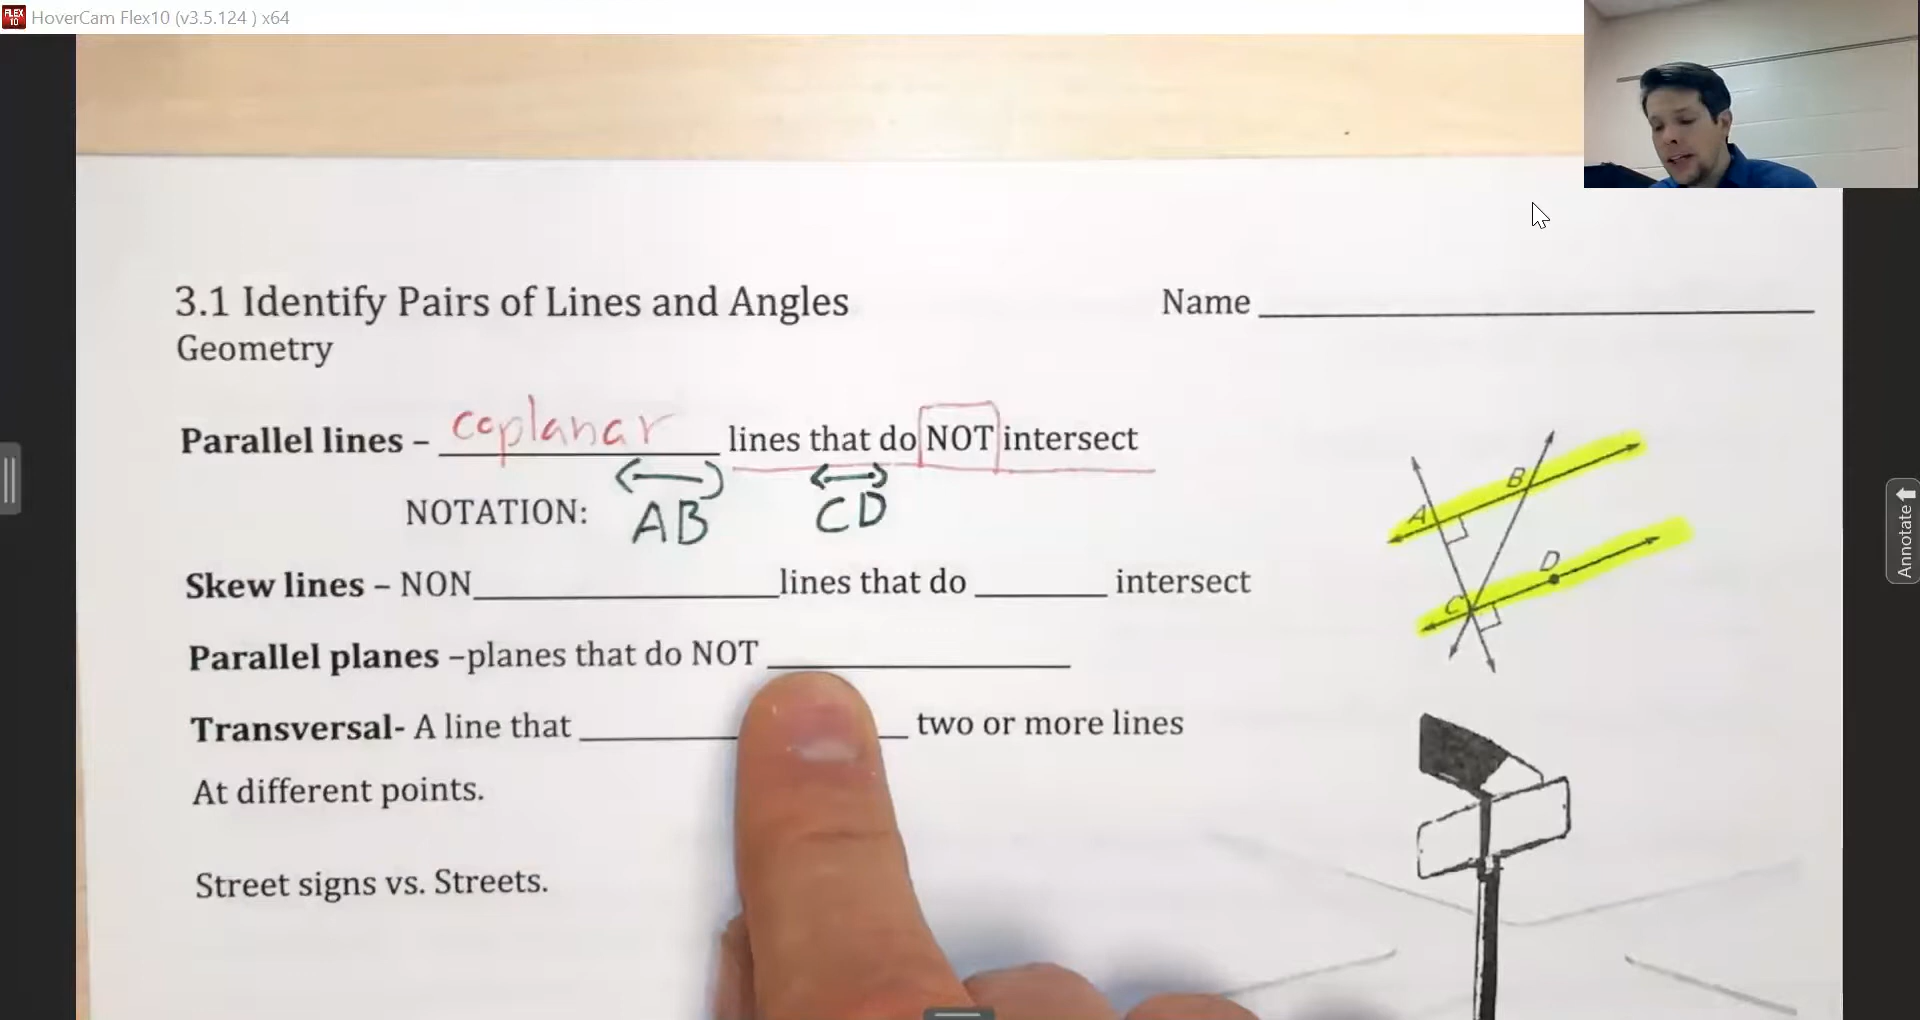 FLEX 10 HoverCam Flex10 (v3.5.124 ) x64
3.1 Identify Pairs of Lines and Angles Name
Geometry
Parallel lines – coplanar lines that do NOT intersect
NOTATION: AB CD
Skew lines – NON lines that do intersect
Parallel planes –planes that do NOT
Transversal- A line that two or more lines
At different points.
Street signs vs. Streets.
A B
C D
Annotate